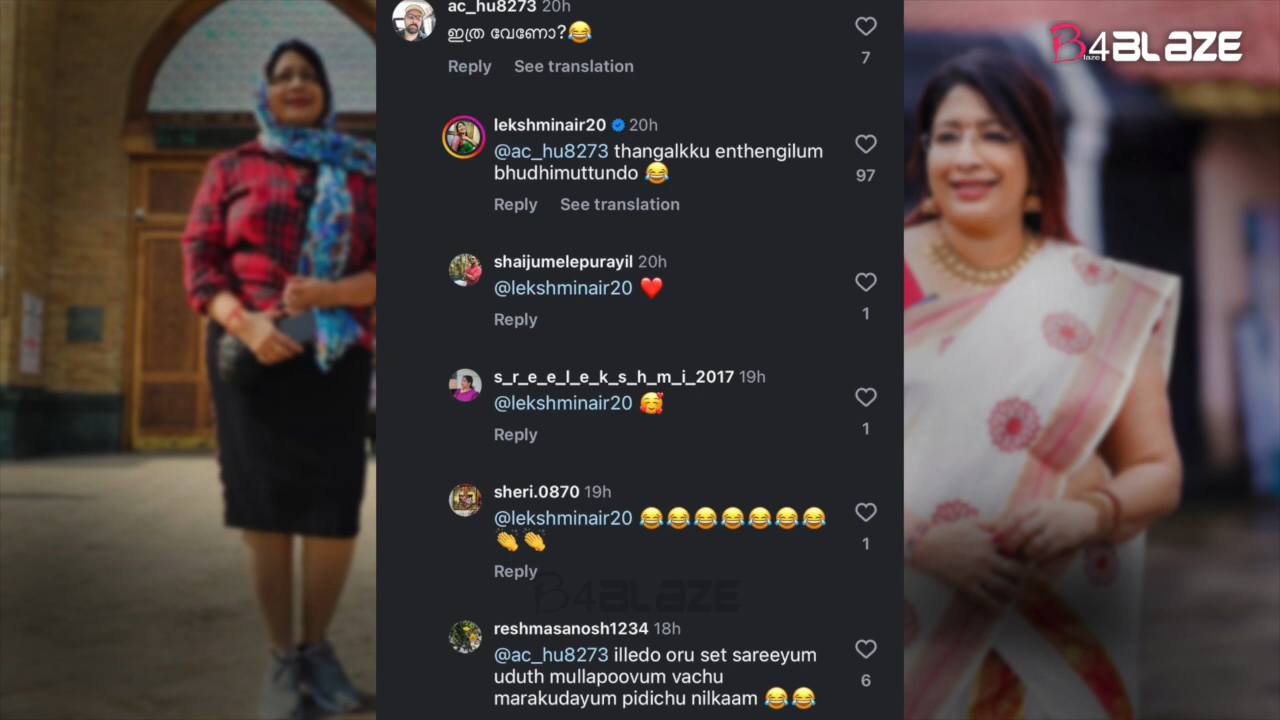 ac_hu8273 20h
ഇത്ര വേണോ?😂
7
Reply See translation
B4BLAZE
Blaze
lekshminair20 20h
@ac_hu8273 thangalkku enthengilum
bhudhimuttundo 😂
97
Reply See translation
shaijumelepurayil 20h
@lekshminair20 ❤️
1
Reply
s_r_e_e_l_e_k_s_h_m_i_2017 19h
@lekshminair20 🥰
1
Reply
sheri.0870 19h
@lekshminair20 😂😂😂😂😂😂😂
👏👏
1
Reply
B4BLAZE
reshmasanosh1234 18h
@ac_hu8273 illedo oru set sareeyum
uduth mullapoovum vachu
marakudayum pidichu nilkaam 😂😂
6